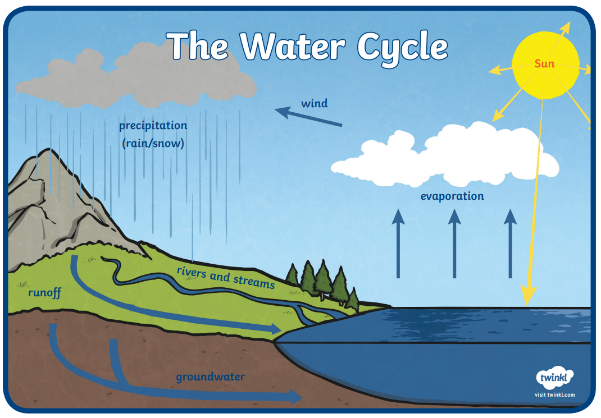 The Water Cycle
Sun
wind
precipitation
(rain/snow)
evaporation
rivers and streams
runoff
groundwater
twinkl
visit twinkl.com